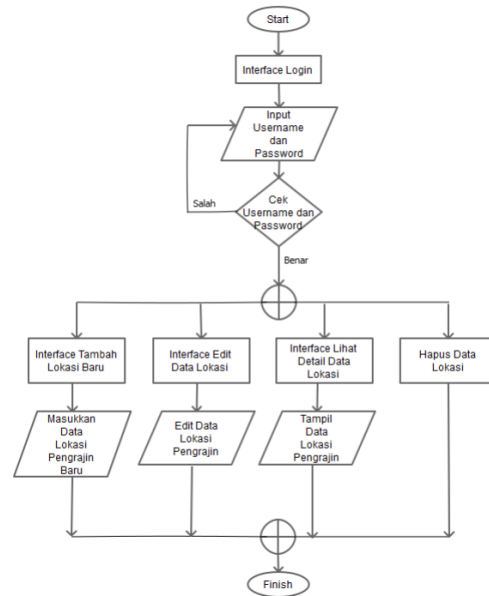 Start
Interface Login
Input
Username
dan
Password
Salah
Cek
Username dan
Password
Benar
Interface Tambah
Lokasi Baru
Interface Edit
Data Lokasi
Interface Lihat
Detail Data
Lokasi
Hapus Data
Lokasi
Masukkan
Data
Lokasi
Pengrajin
Baru
Edit Data
Lokasi
Pengrajin
Tampil
Data
Lokasi
Pengrajin
Finish